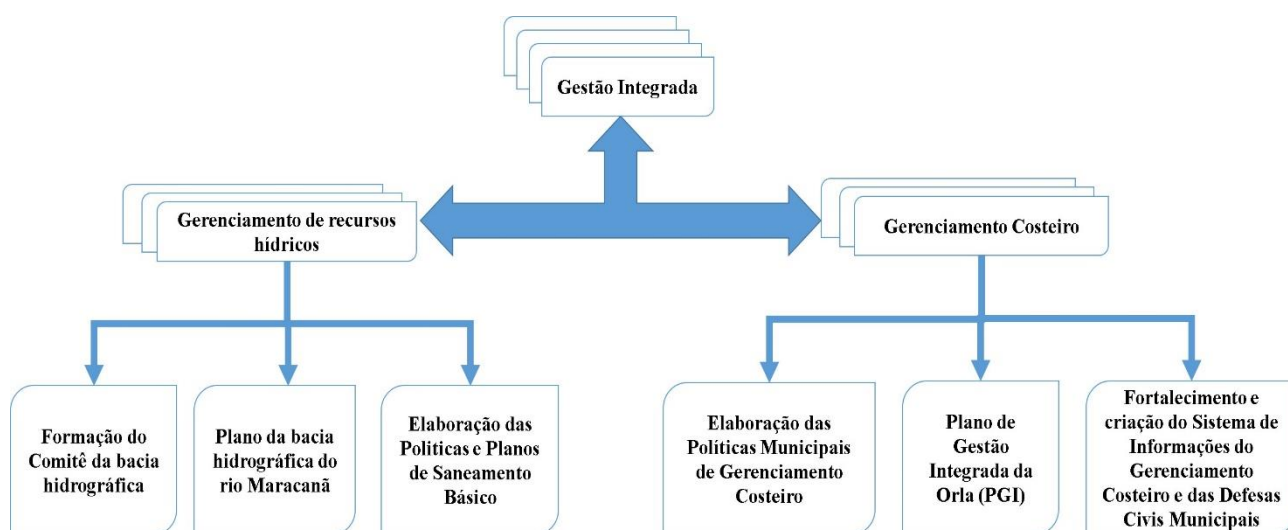 Gestão Integrada
Gerenciamento de recursos
hídricos
Gerenciamento Costeiro
Formação do
Comitê da bacia
hidrográfica
Plano da bacia
hidrográfica do
rio Maracanã
Elaboração das
Politicas e Planos
de Saneamento
Básico
Elaboração das
Políticas Municipais
de Gerenciamento
Costeiro
Plano de
Gestão
Integrada da
Orla (PGI)
Fortalecimento e
criação do Sistema de
Informações do
Gerenciamento
Costeiro e das Defesas
Civis Municipais